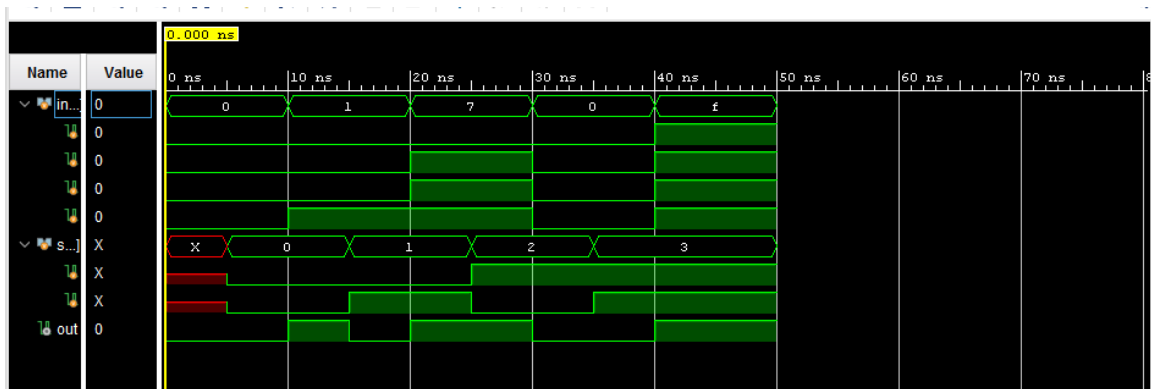 0.000 ns
Name Value
0 ns 10 ns 20 ns 30 ns 40 ns 50 ns 60 ns 70 ns 8
in...] 0 0 1 7 0 f
0
0
0
0
s...] X X 0 1 2 3
X
X
out 0